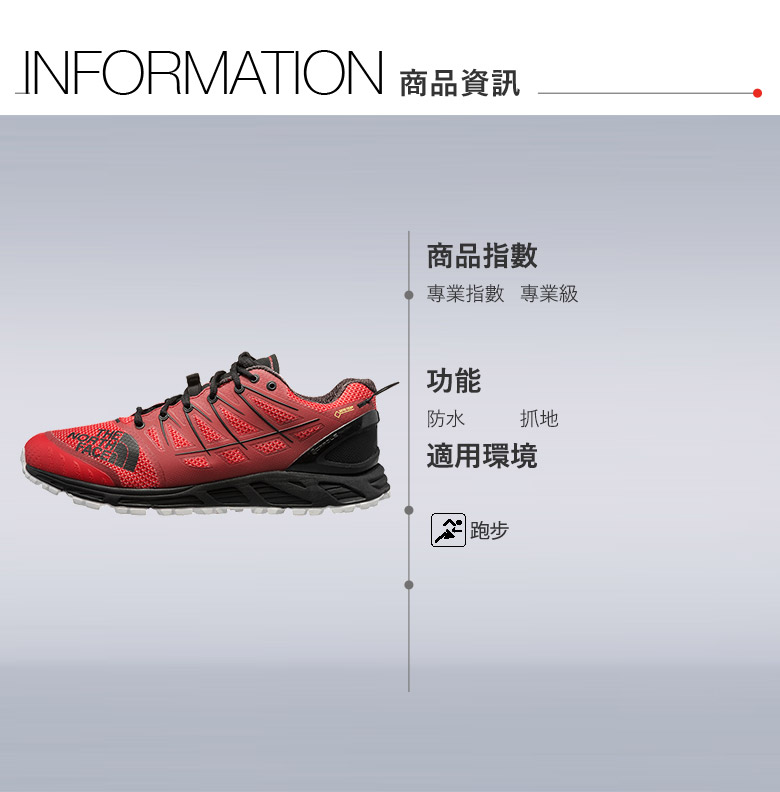 INFORMATION 商品資訊
商品指數
專業指數 專業級
功能
防水 抓地
適用環境
跑步
THE
NORTH
FACE